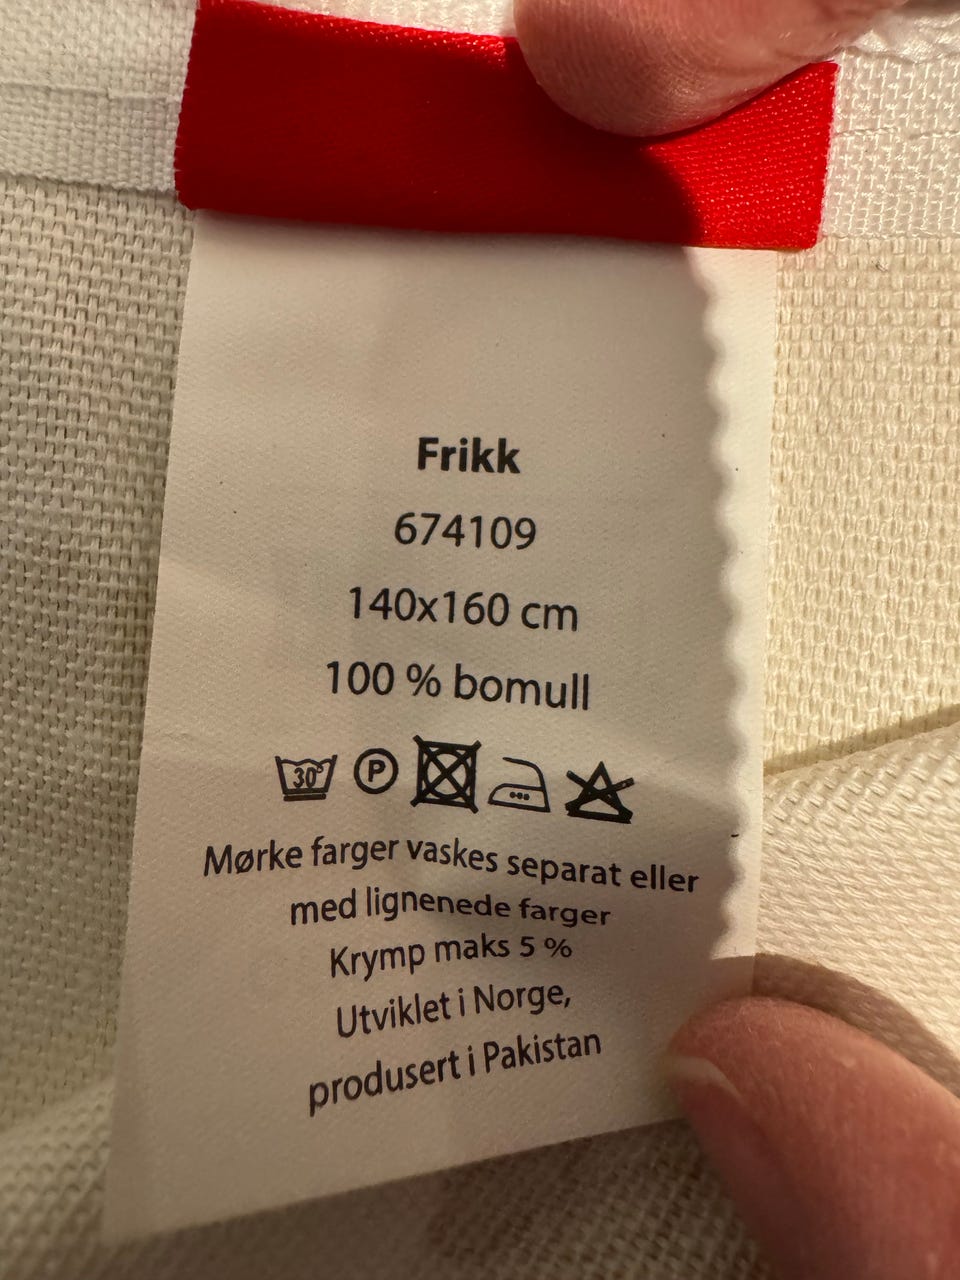 Frikk
674109
140x160 cm
100 % bomull
30° P
Mørke farger vaskes separat eller
med lignenede farger
Krymp maks 5 %
Utviklet i Norge,
produsert i Pakistan